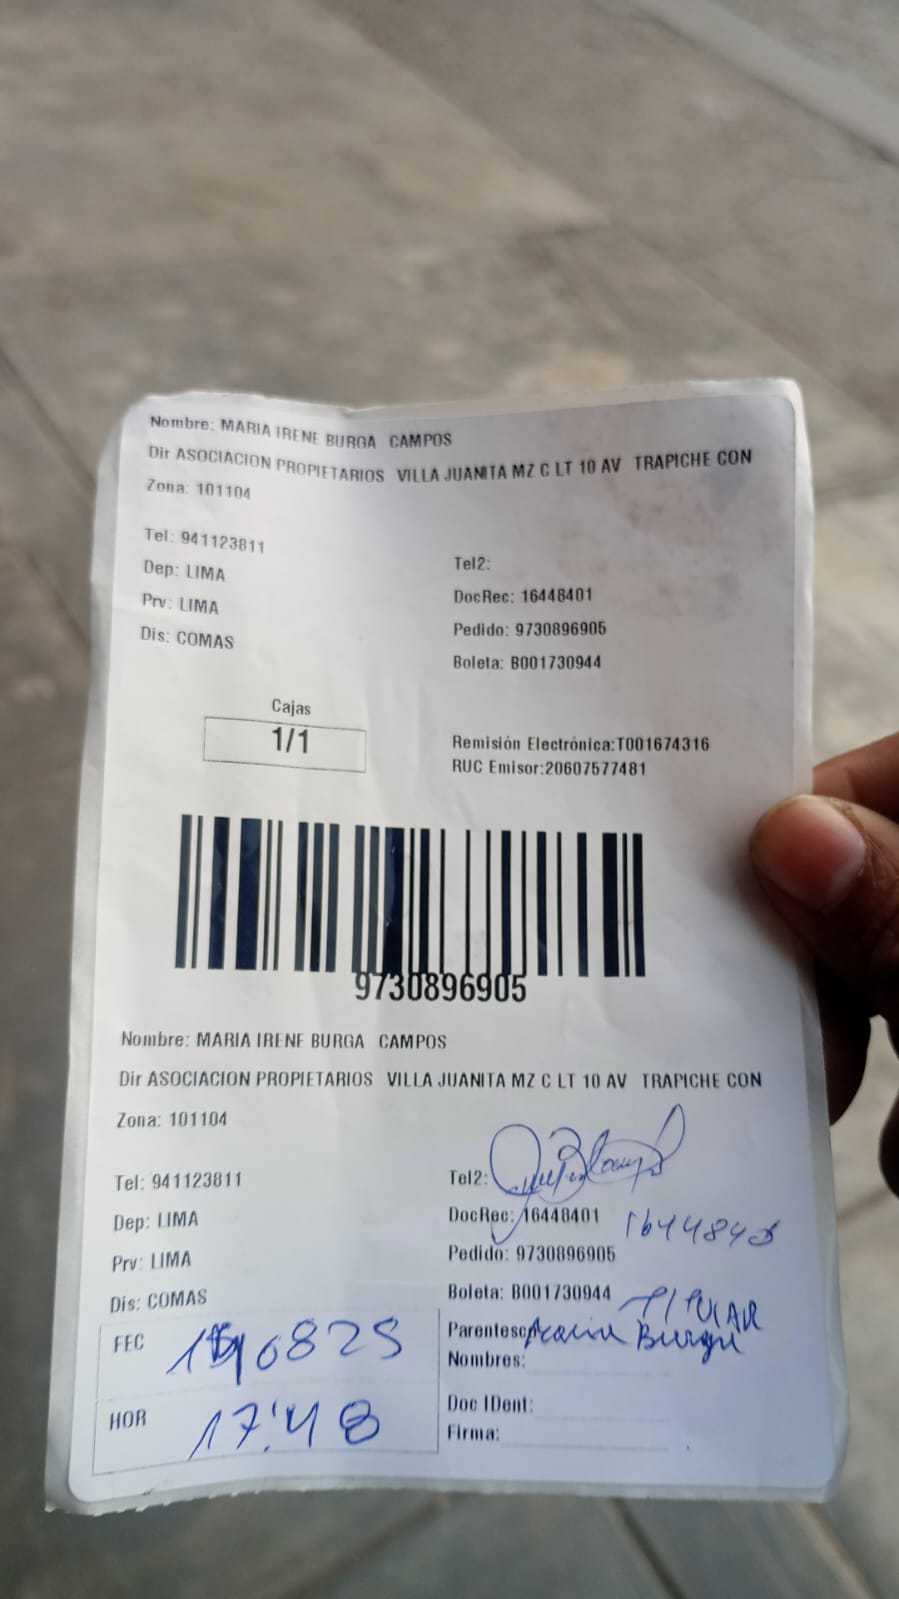 Nombre: MARIA IRENE BURGA CAMPOS
Dir ASOCIACION PROPIETARIOS VILLA JUANITA MZ C LT 10 AV TRAPICHE CON
Zona: 101104
Tel: 941123811
Tel2:
Dep: LIMA
DocRec: 16448401
Prv: LIMA
Pedido: 9730896905
Dis: COMAS
Boleta: B001730944
Cajas
1/1
Remisión Electrónica:T001674316
RUC Emisor:20607577481
9730896905
Nombre: MARIA IRENE BURGA CAMPOS
Dir ASOCIACION PROPIETARIOS VILLA JUANITA MZ C LT 10 AV TRAPICHE CON
Zona: 101104
Tel: 941123811
Tel2:
Dep: LIMA
DocRec: 16448401
Prv: LIMA
Pedido: 9730896905
Dis: COMAS
Boleta: B001730944
TITULAR
FEC
Parentesco
Burga
Nombres:
HOR 17:48
Doc IDent:
Firma: